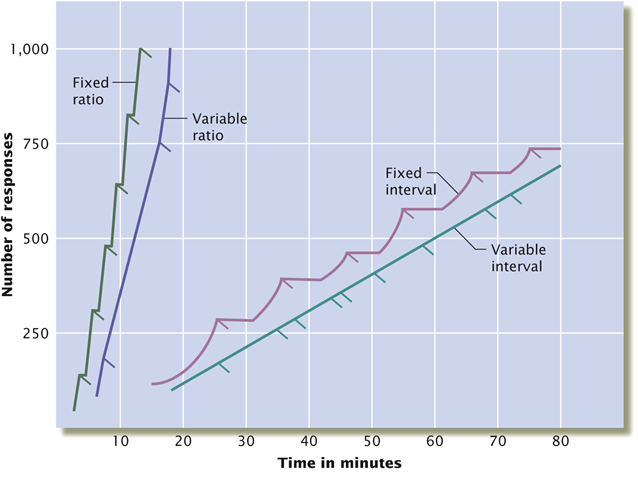 1,000
750
500
250
Number of responses
Fixed
ratio
Variable
ratio
Fixed
interval
Variable
interval
10 20 30 40 50 60 70 80
Time in minutes